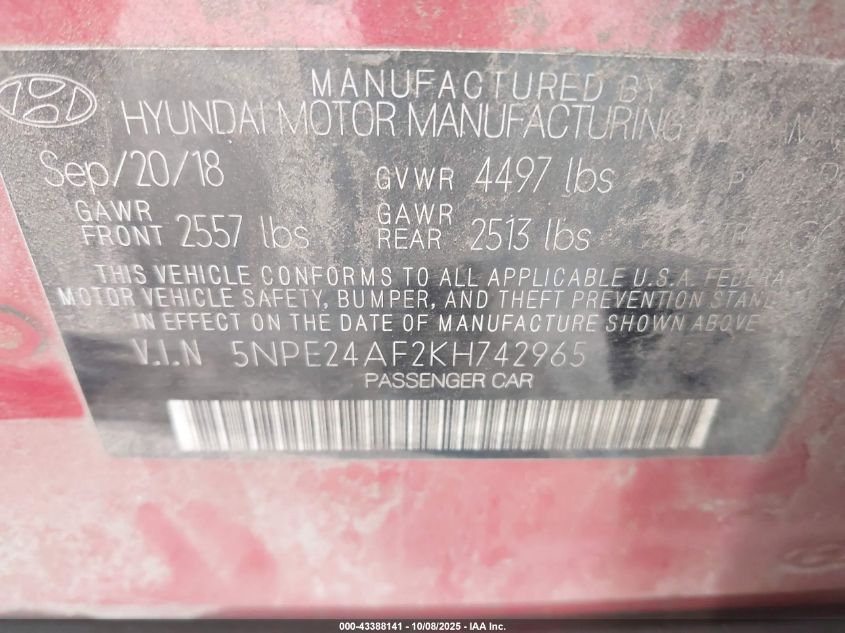 MANUFACTURED BY
HYUNDAI MOTOR MANUFACTURING
Sep/20/18 GVWR 4497 lbs
GAWR FRONT 2557 lbs GAWR REAR 2513 lbs
THIS VEHICLE CONFORMS TO ALL APPLICABLE U.S.A. FEDERA
MOTOR VEHICLE SAFETY, BUMPER, AND THEFT PREVENTION STAN
IN EFFECT ON THE DATE OF MANUFACTURE SHOWN ABOVE
V.I.N 5NPE24AF2KH742965
PASSENGER CAR
000-43388141 - 10/08/2025 - IAA Inc.